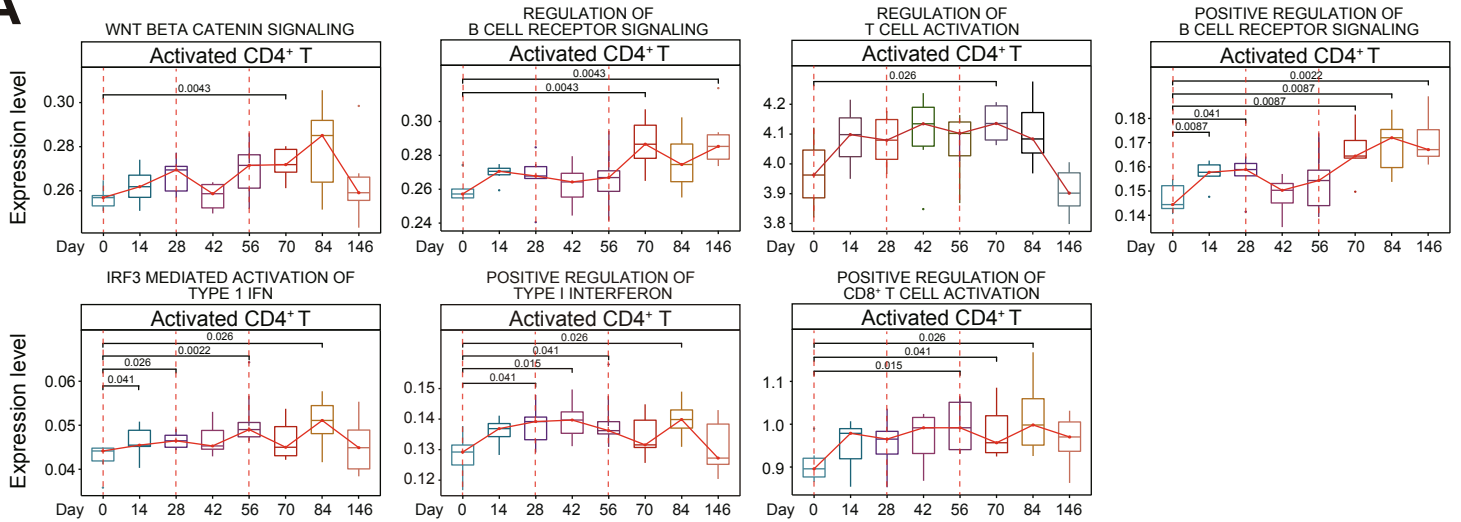 A
WNT BETA CATENIN SIGNALING
Activated CD4⁺ T
Expression level
0.30
0.28
0.26
0.0043
Day 0 14 28 42 56 70 84 146
REGULATION OF
B CELL RECEPTOR SIGNALING
Activated CD4⁺ T
0.30
0.28
0.26
0.24
0.0043
0.0043
Day 0 14 28 42 56 70 84 146
REGULATION OF
T CELL ACTIVATION
Activated CD4⁺ T
4.2
4.1
4.0
3.9
3.8
0.026
Day 0 14 28 42 56 70 84 146
POSITIVE REGULATION OF
B CELL RECEPTOR SIGNALING
Activated CD4⁺ T
0.18
0.17
0.16
0.15
0.14
0.0022
0.0087
0.0087
0.041
0.0087
Day 0 14 28 42 56 70 84 146
IRF3 MEDIATED ACTIVATION OF
TYPE 1 IFN
Activated CD4⁺ T
Expression level
0.06
0.05
0.04
0.026
0.0022
0.026
0.041
Day 0 14 28 42 56 70 84 146
POSITIVE REGULATION OF
TYPE I INTERFERON
Activated CD4⁺ T
0.15
0.14
0.13
0.12
0.026
0.041
0.015
0.041
Day 0 14 28 42 56 70 84 146
POSITIVE REGULATION OF
CD8⁺ T CELL ACTIVATION
Activated CD4⁺ T
1.1
1.0
0.9
0.026
0.041
0.015
Day 0 14 28 42 56 70 84 146